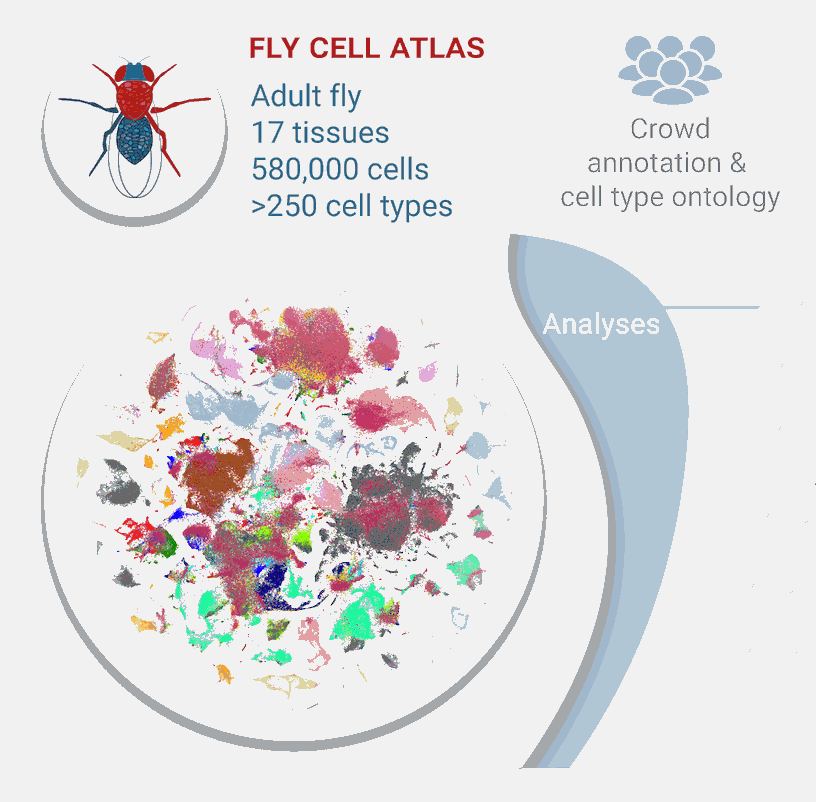 FLY CELL ATLAS
Adult fly
17 tissues
580,000 cells
>250 cell types
Crowd
annotation &
cell type ontology
Analyses